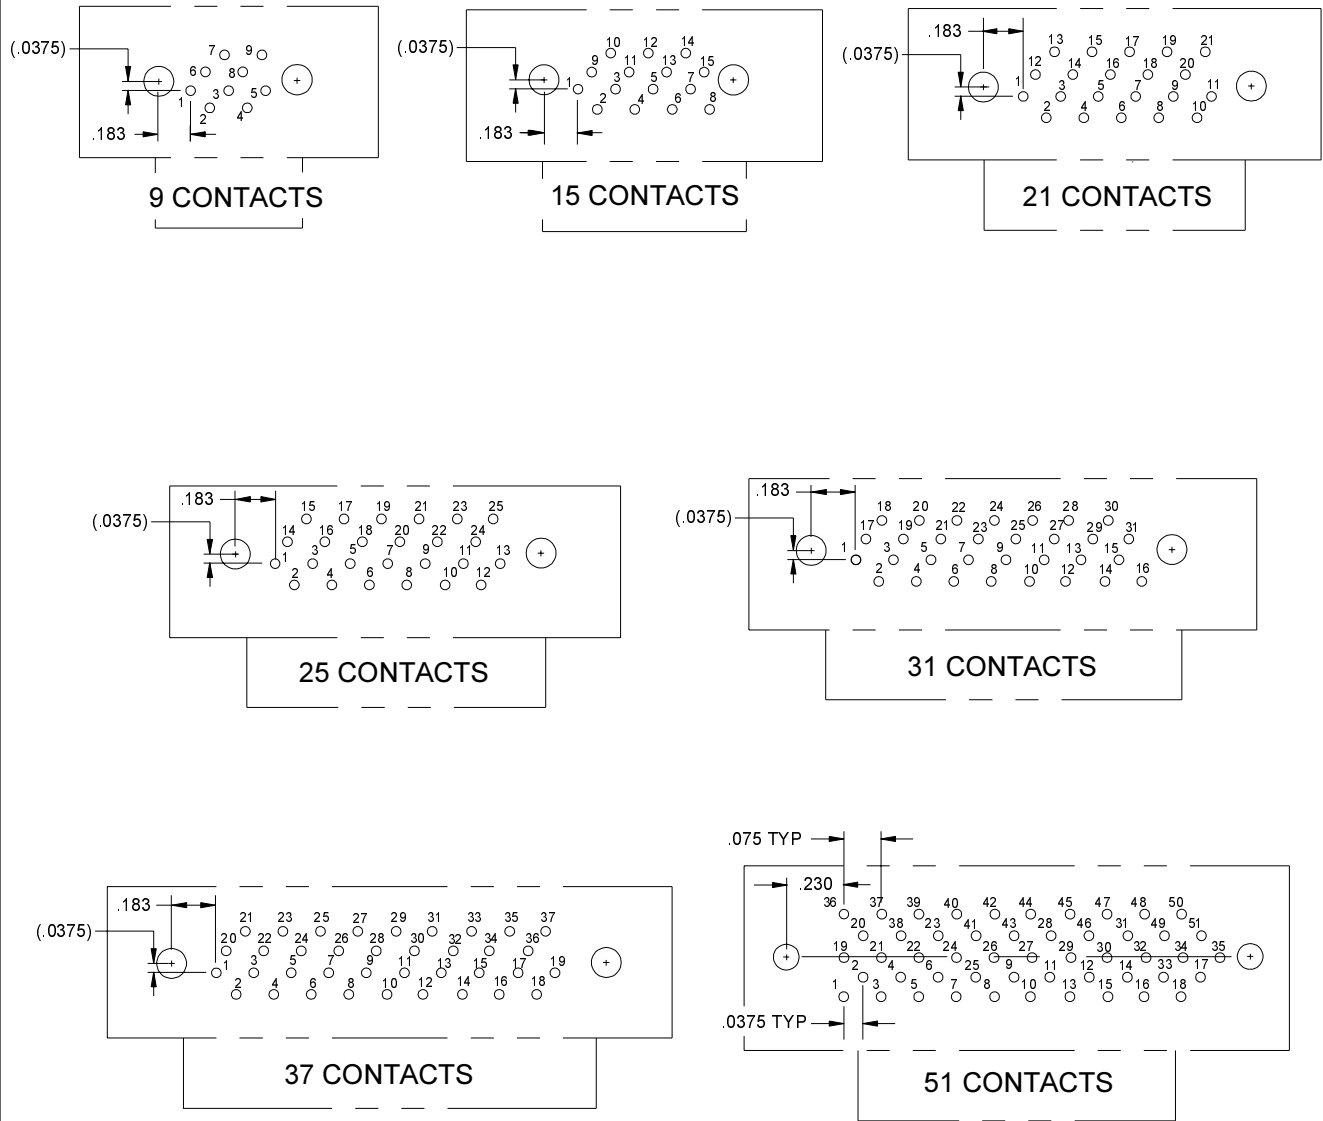 (.0375)
7 9
6 8
1 3 5
2 4
.183
9 CONTACTS
(.0375)
10 12 14
9 11 13 15
1 3 5 7
2 4 6 8
.183
15 CONTACTS
.183
(.0375)
13 15 17 19 21
12 14 16 18 20
1 3 5 7 9 11
2 4 6 8 10
21 CONTACTS
.183
(.0375)
15 17 19 21 23 25
14 16 18 20 22 24
1 3 5 7 9 11 13
2 4 6 8 10 12
25 CONTACTS
.183
(.0375)
18 20 22 24 26 28 30
17 19 21 23 25 27 29 31
1 3 5 7 9 11 13 15
2 4 6 8 10 12 14 16
31 CONTACTS
.183
(.0375)
21 23 25 27 29 31 33 35 37
20 22 24 26 28 30 32 34 36
1 3 5 7 9 11 13 15 17 19
2 4 6 8 10 12 14 16 18
37 CONTACTS
.075 TYP
.230
36 37 39 40 42 44 45 47 48 50
20 38 23 41 43 28 46 31 49 51
19 21 22 24 26 27 29 30 32 34 35
2 4 6 25 9 11 12 14 33 17
1 3 5 7 8 10 13 15 16 18
.0375 TYP
51 CONTACTS